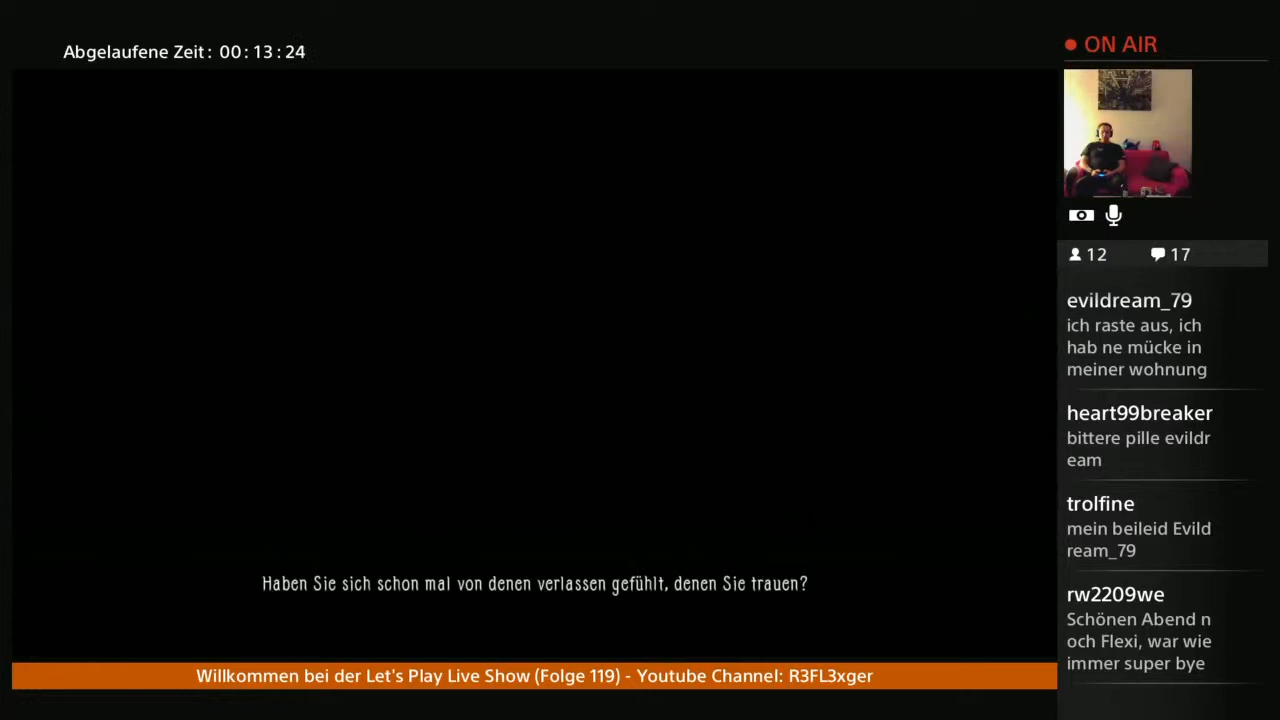 Abgelaufene Zeit: 00:13:24
ON AIR
12
17
evildream_79
ich raste aus, ich
hab ne mücke in
meiner wohnung
heart99breaker
bittere pille evildr
eam
trolfine
mein beileid Evild
ream_79
rw2209we
Schönen Abend n
och Flexi, war wie
immer super bye
Haben Sie sich schon mal von denen verlassen gefühlt, denen Sie trauen?
Willkommen bei der Let's Play Live Show (Folge 119) - Youtube Channel: R3FL3xger